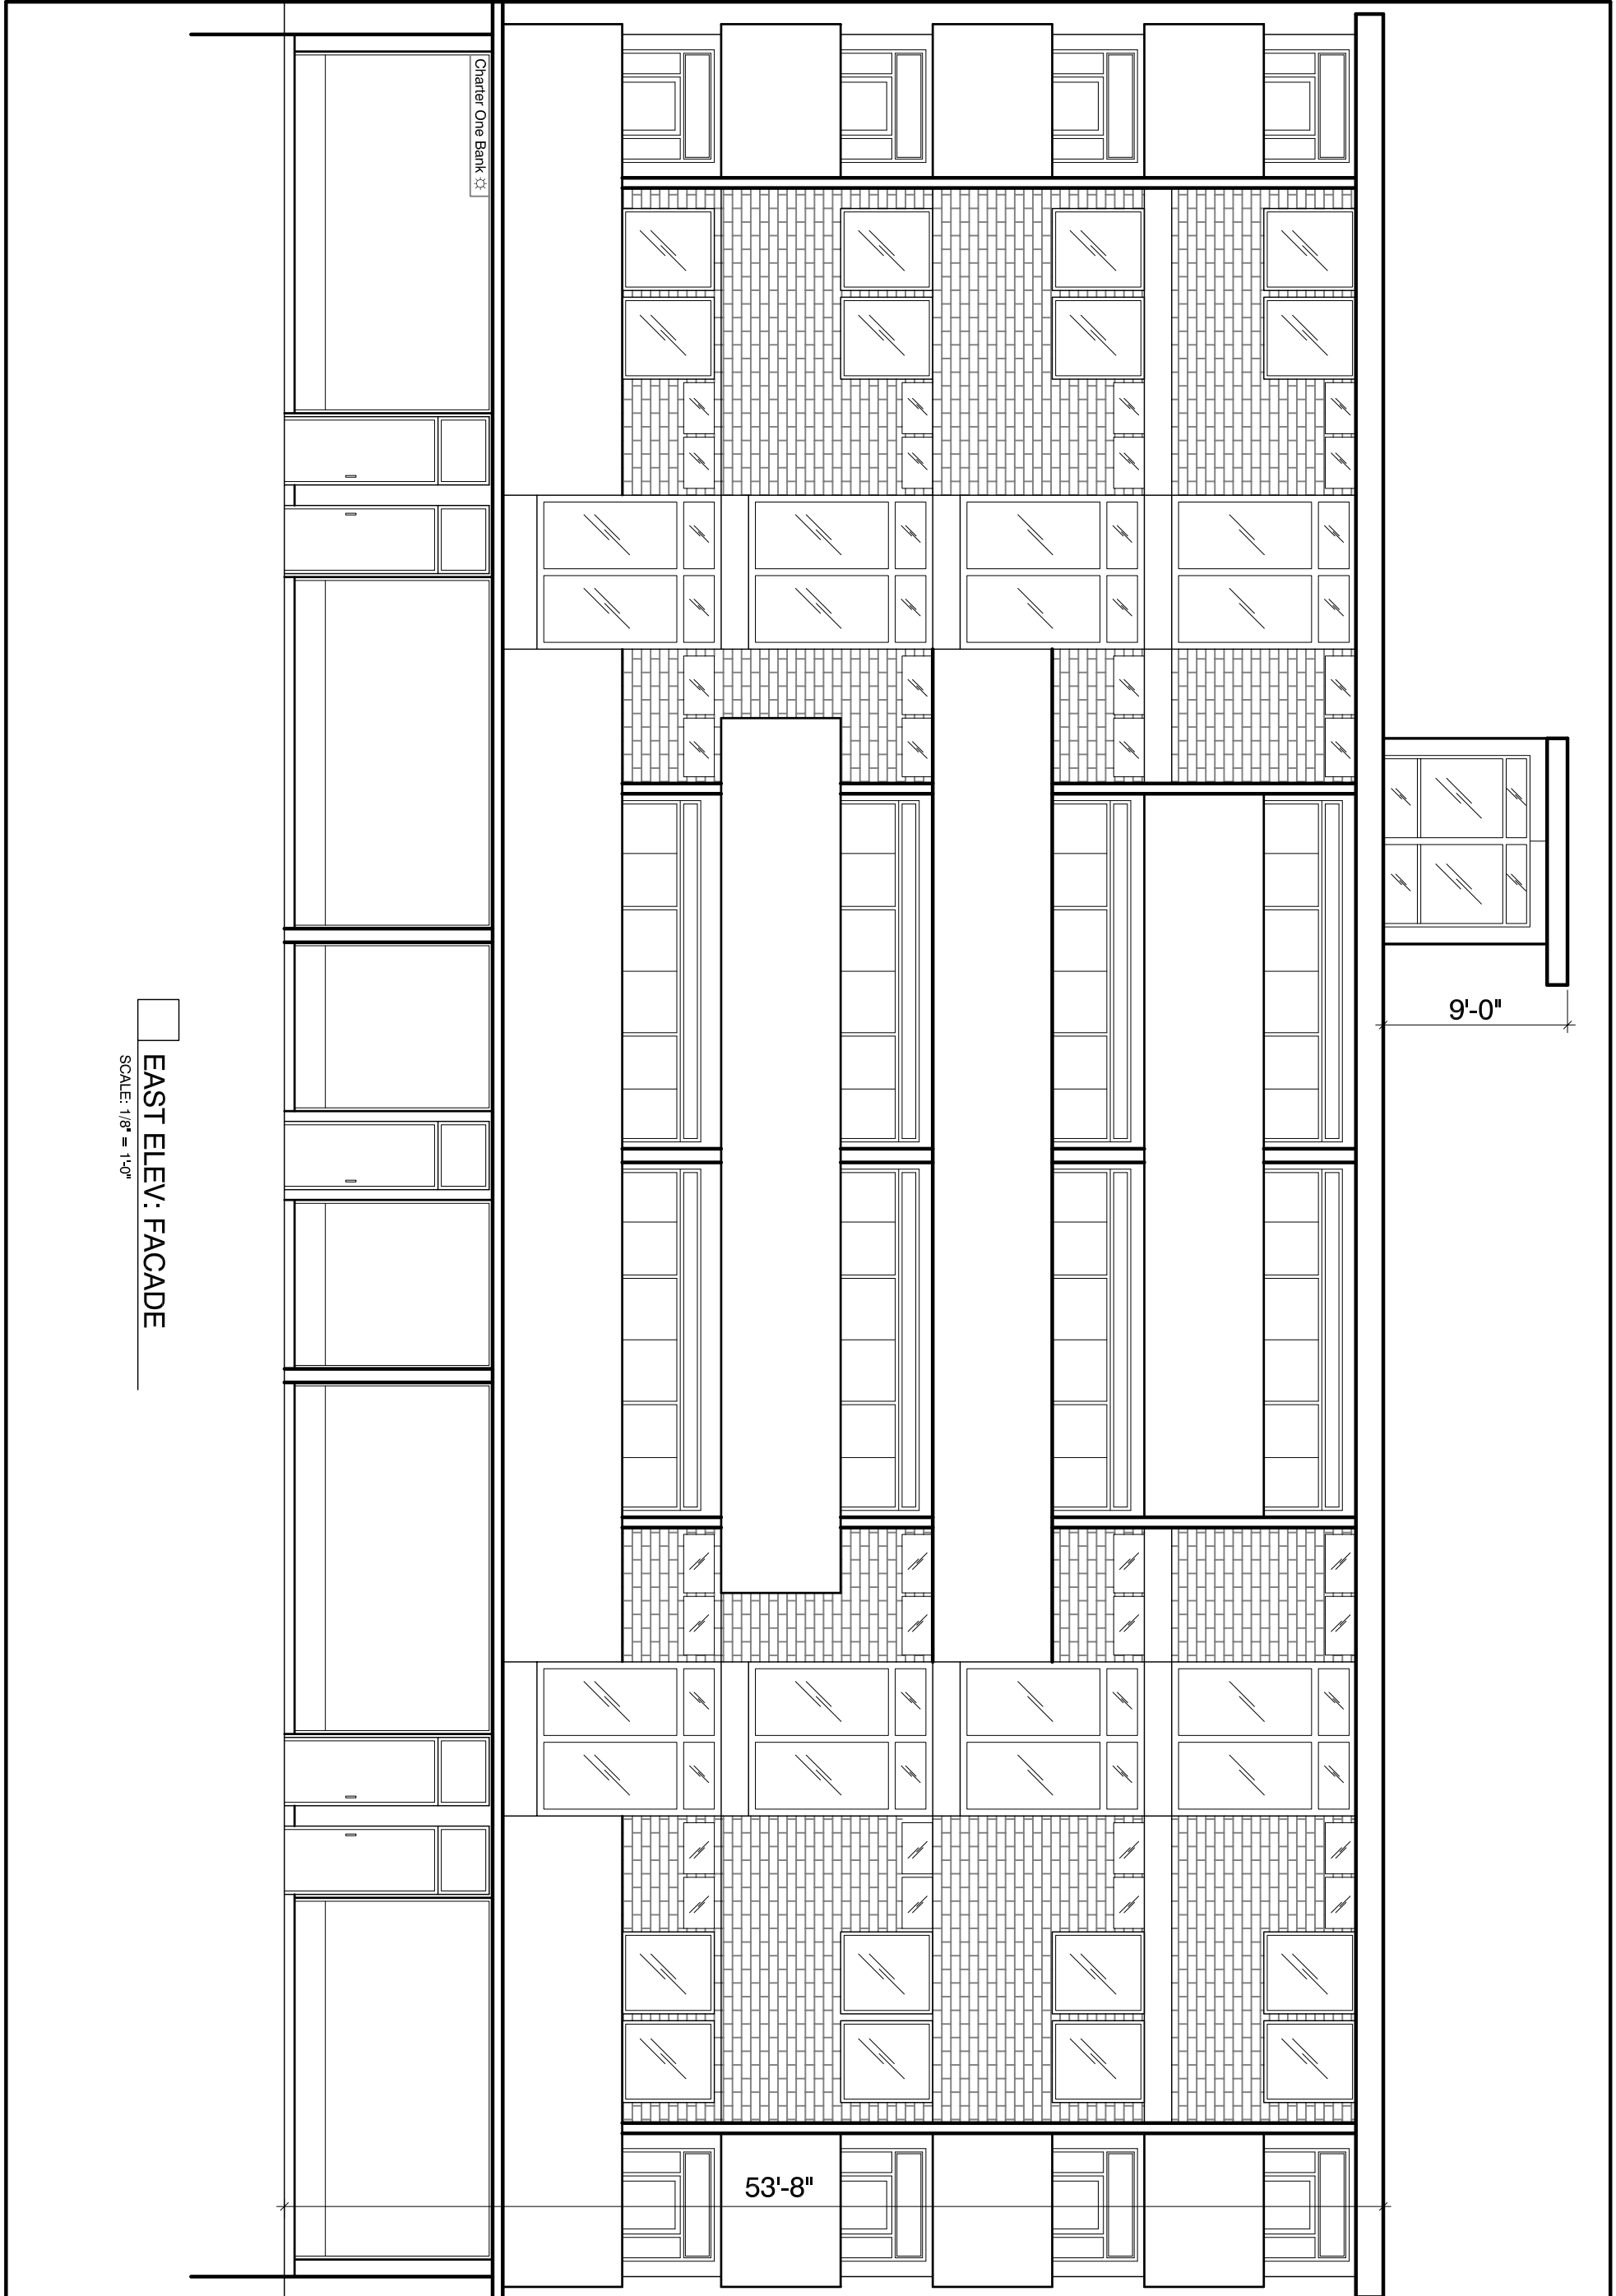 Charter One Bank
9'-0"
53'-8"
EAST ELEV: FACADE
SCALE: 1/8" = 1'-0"